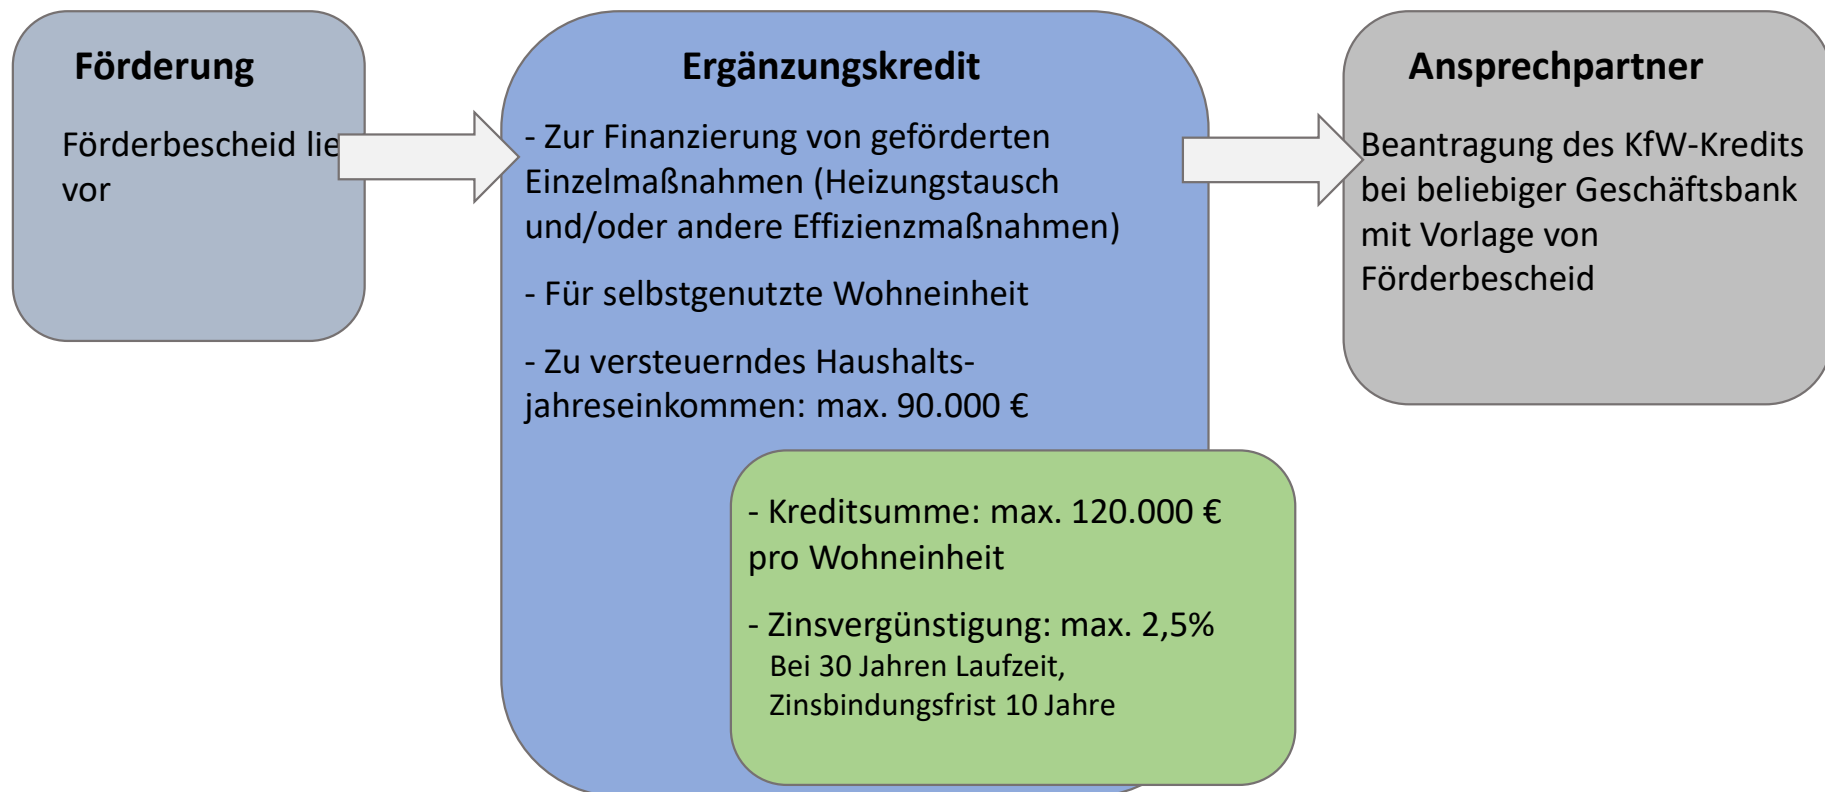 Förderung
Förderbescheid lie
vor
Ergänzungskredit
- Zur Finanzierung von geförderten
Einzelmaßnahmen (Heizungstausch
und/oder andere Effizienzmaßnahmen)
- Für selbstgenutzte Wohneinheit
- Zu versteuerndes Haushalts-
jahreseinkommen: max. 90.000 €
- Kreditsumme: max. 120.000 €
pro Wohneinheit
- Zinsvergünstigung: max. 2,5%
Bei 30 Jahren Laufzeit,
Zinsbindungsfrist 10 Jahre
Ansprechpartner
Beantragung des KfW-Kredits
bei beliebiger Geschäftsbank
mit Vorlage von
Förderbescheid